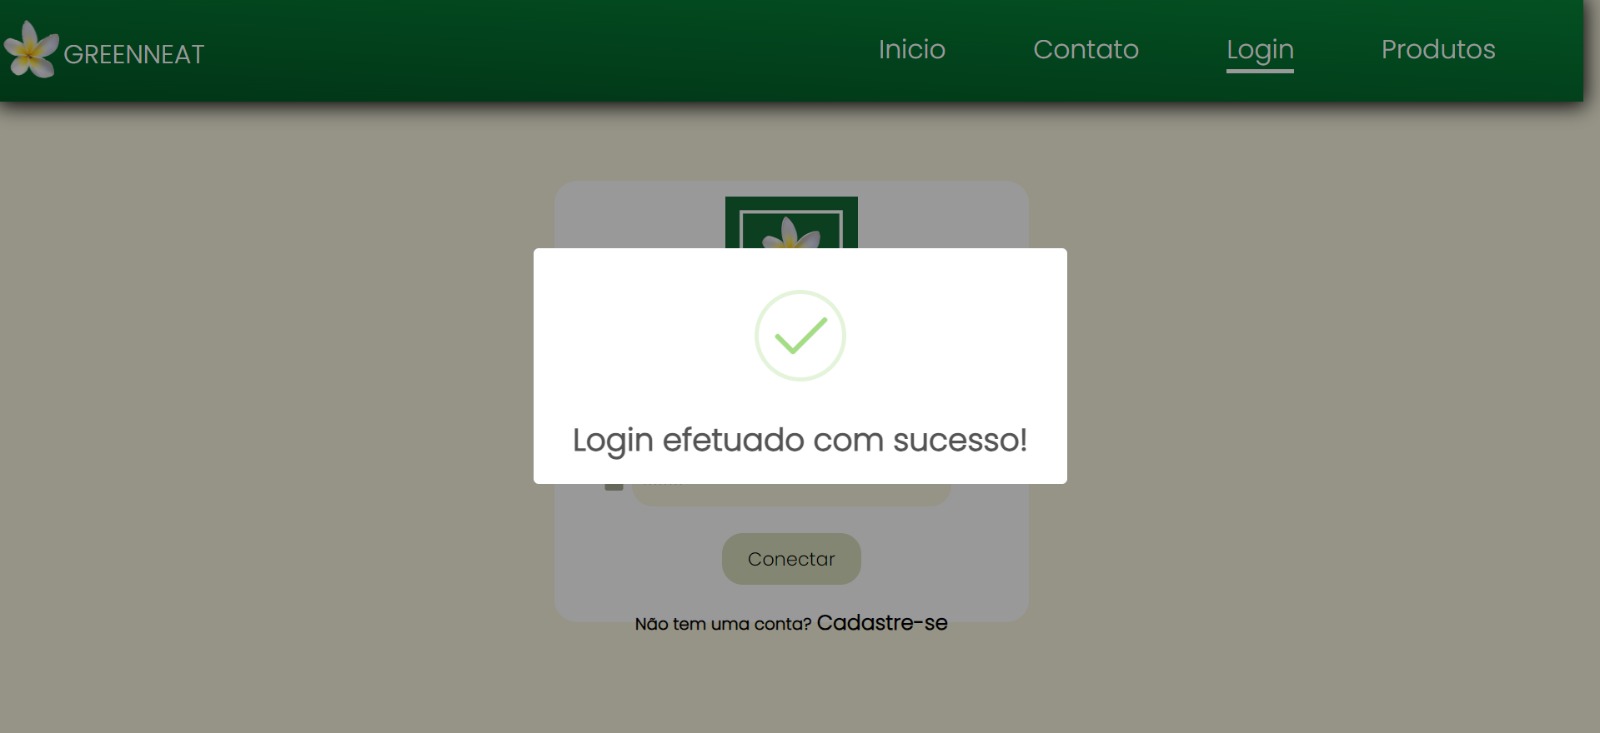 GREENNEAT
Inicio Contato Login Produtos
Login efetuado com sucesso!
Conectar
Não tem uma conta? Cadastre-se